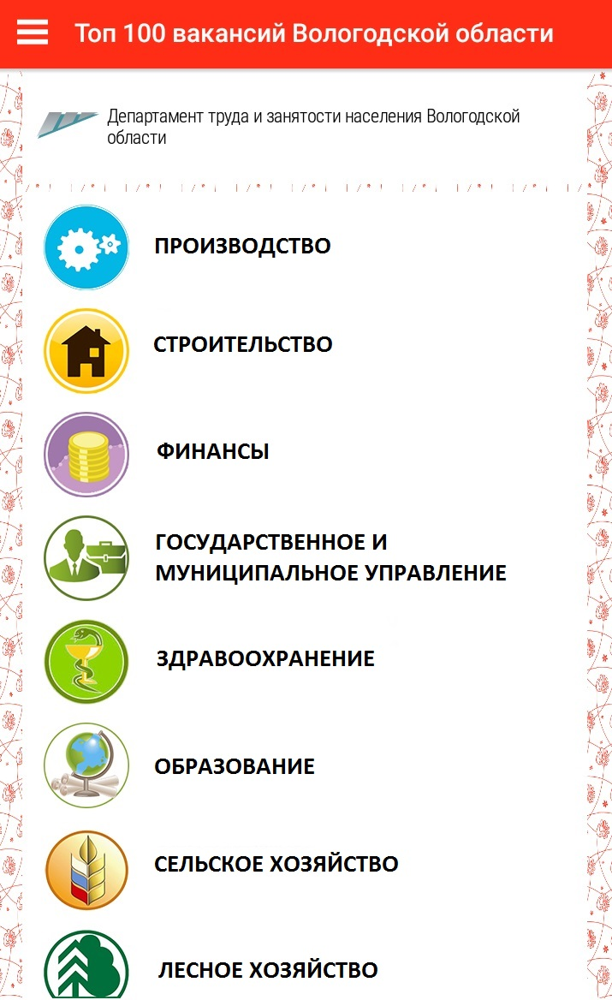 Топ 100 вакансий Вологодской области
Департамент труда и занятости населения Вологодской
области
ПРОИЗВОДСТВО
СТРОИТЕЛЬСТВО
ФИНАНСЫ
ГОСУДАРСТВЕННОЕ И
МУНИЦИПАЛЬНОЕ УПРАВЛЕНИЕ
ЗДРАВООХРАНЕНИЕ
ОБРАЗОВАНИЕ
СЕЛЬСКОЕ ХОЗЯЙСТВО
ЛЕСНОЕ ХОЗЯЙСТВО